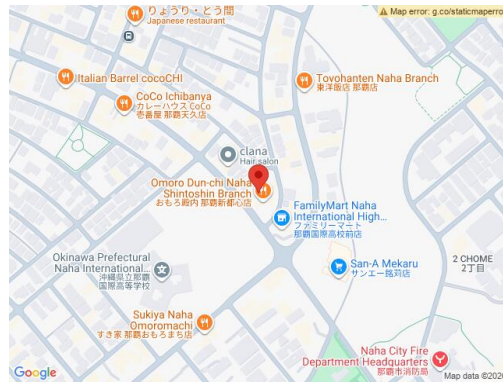 りょうり・とう間
Japanese restaurant
Map error: g.co/staticmaperro
Italian Barrel cocoCHI
Toyohanten Naha Branch
東洋飯店 那覇店
CoCo Ichibanya
カレーハウス CoCo
壱番屋 那覇天久店
clana
Hair salon
Omoro Dun-chi Naha
Shintoshin Branch
おもろ殿内 那覇新都心店
FamilyMart Naha
International High...
ファミリーマート
那覇国際高校前店
Okinawa Prefectural
Naha International...
沖縄県立那覇
国際高等学校
San-A Mekaru
サンエー銘苅店
2 CHOME
2丁目
Sukiya Naha
Omoromachi
すき家 那覇おもろまち店
Naha City Fire
Department Headquarters
那覇市消防局
Google
Map data ©2026